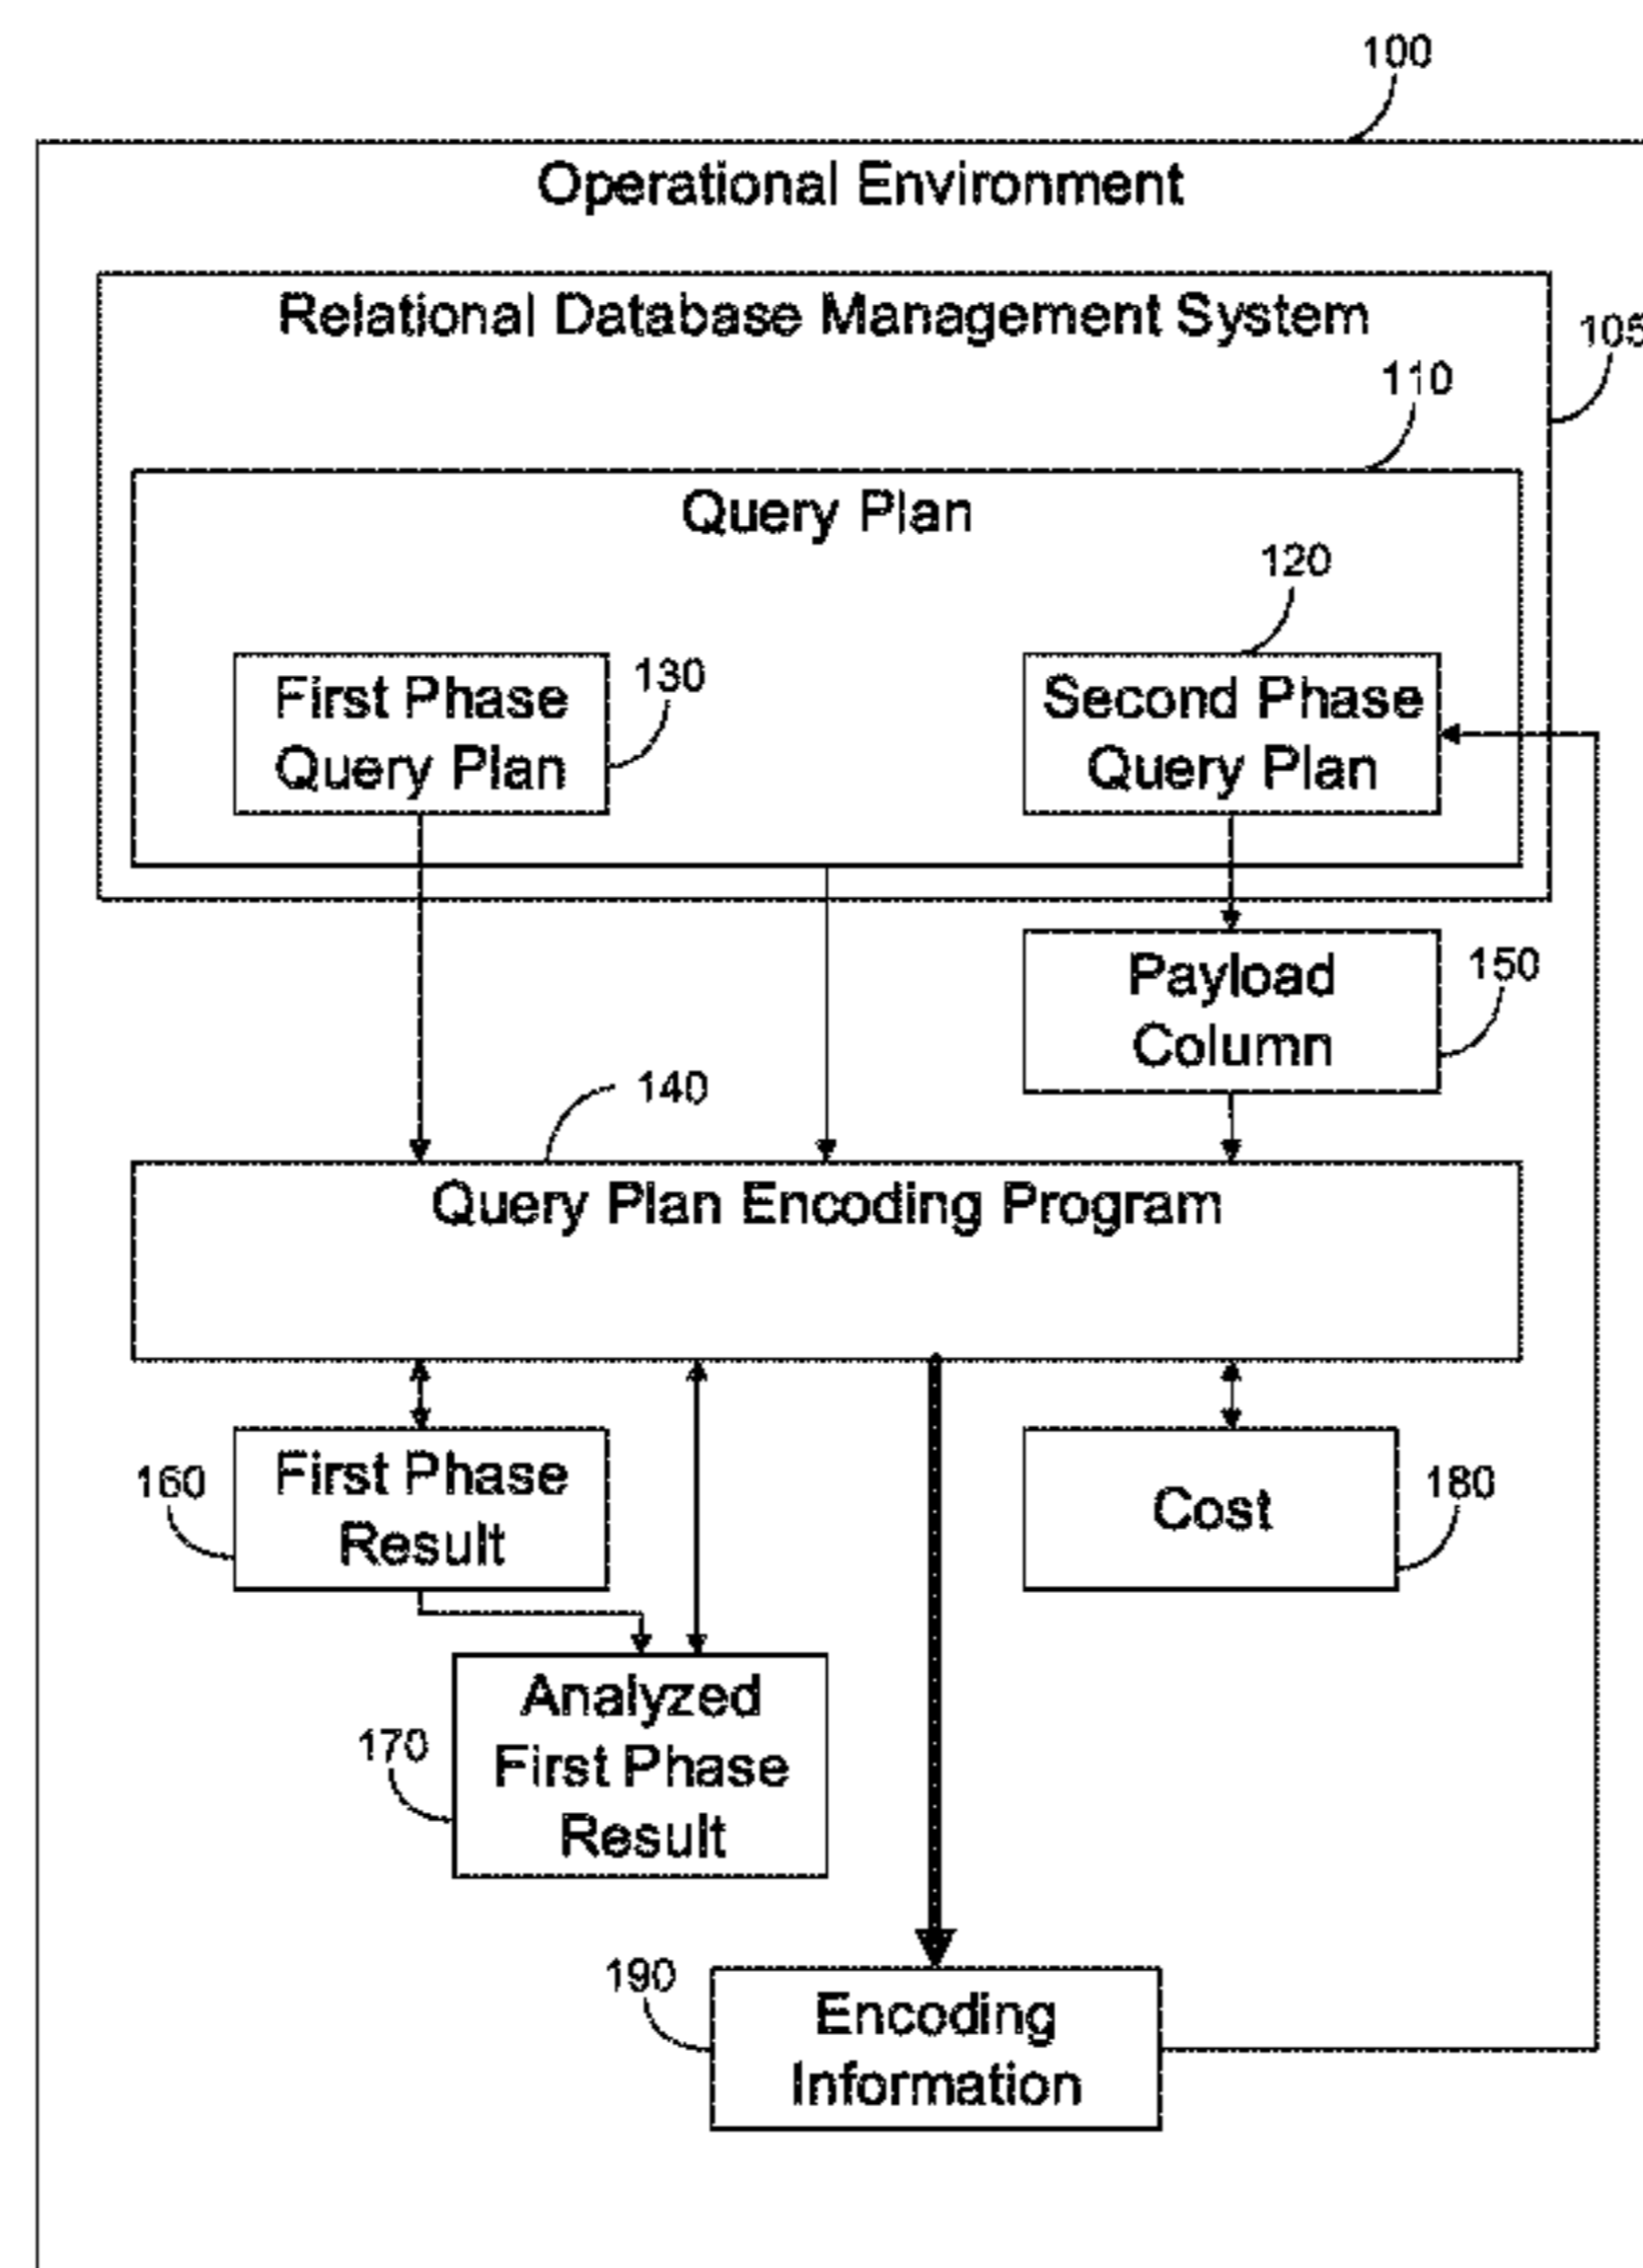 100
Operational Environment
Relational Database Management System
105
110
Query Plan
120
First Phase
Query Plan
130
Second Phase
Query Plan
Payload
Column
150
140
Query Plan Encoding Program
160
First Phase
Result
Cost
180
170
Analyzed
First Phase
Result
190
Encoding
Information